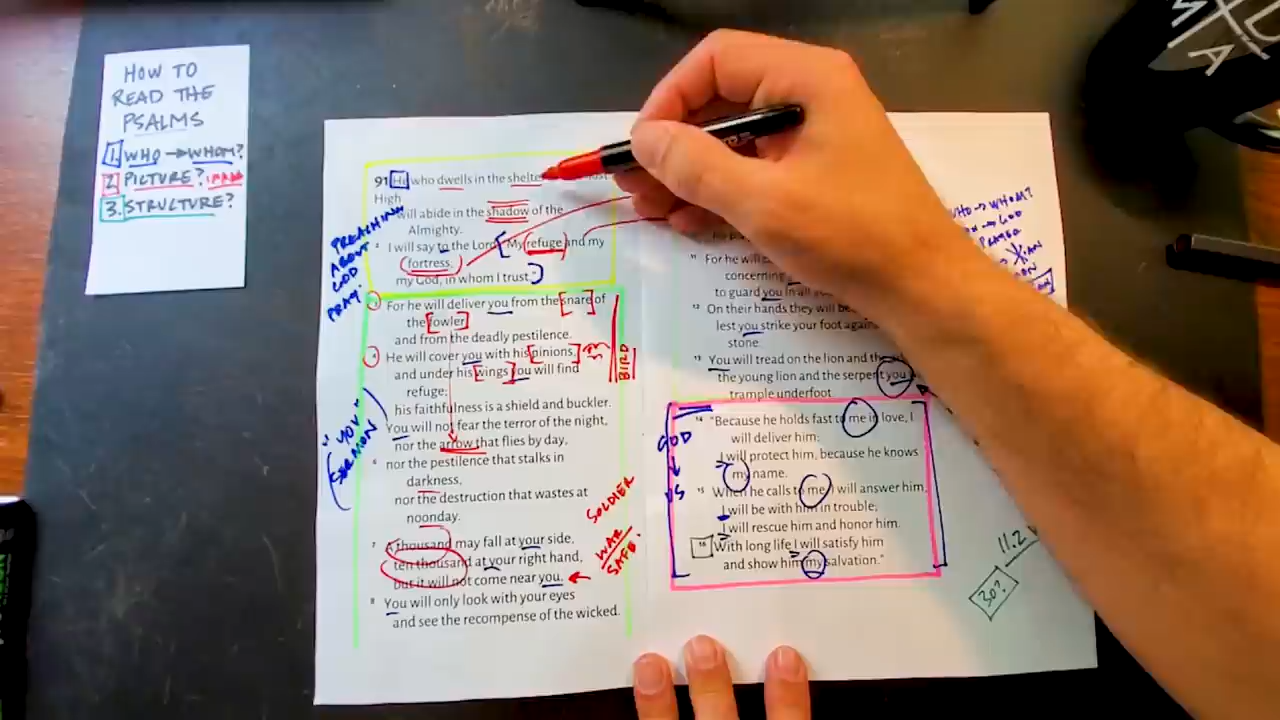 HOW TO
READ THE
PSALMS
1. WHO → WHOM?
2 PICTURE?
3. STRUCTURE?
91 He who dwells in the shelter
High
will abide in the shadow of the
Almighty.
I will say to the Lord, My refuge and my
fortress,
my God, in whom I trust.
For he will deliver you from the snare of
the fowler
and from the deadly pestilence.
He will cover you with his pinions,
and under his wings you will find
refuge;
his faithfulness is a shield and buckler.
You will not fear the terror of the night,
nor the arrow that flies by day,
6 nor the pestilence that stalks in
darkness,
nor the destruction that wastes at
noonday.
7 A thousand may fall at your side,
ten thousand at your right hand,
but it will not come near you.
8 You will only look with your eyes
and see the recompense of the wicked.
PREACHING
ABOUT
GOD
PRAY.
"YOU"
SERMON
BIRD
SOLDIER
WAR
SAFE.
11 For he will
concerning
to guard you in all
12 On their hands they will
lest you strike your foot
stone.
13 You will tread on the lion and the
the young lion and the serpent you
trample underfoot
14 "Because he holds fast to me in love, I
will deliver him;
I will protect him, because he knows
my name.
15 When he calls to me, I will answer him,
I will be with him in trouble;
I will rescue him and honor him.
16 With long life I will satisfy him
and show him my salvation."
GOD
↓
US
WHO → WHOM?
→ GOD
11.2
30?